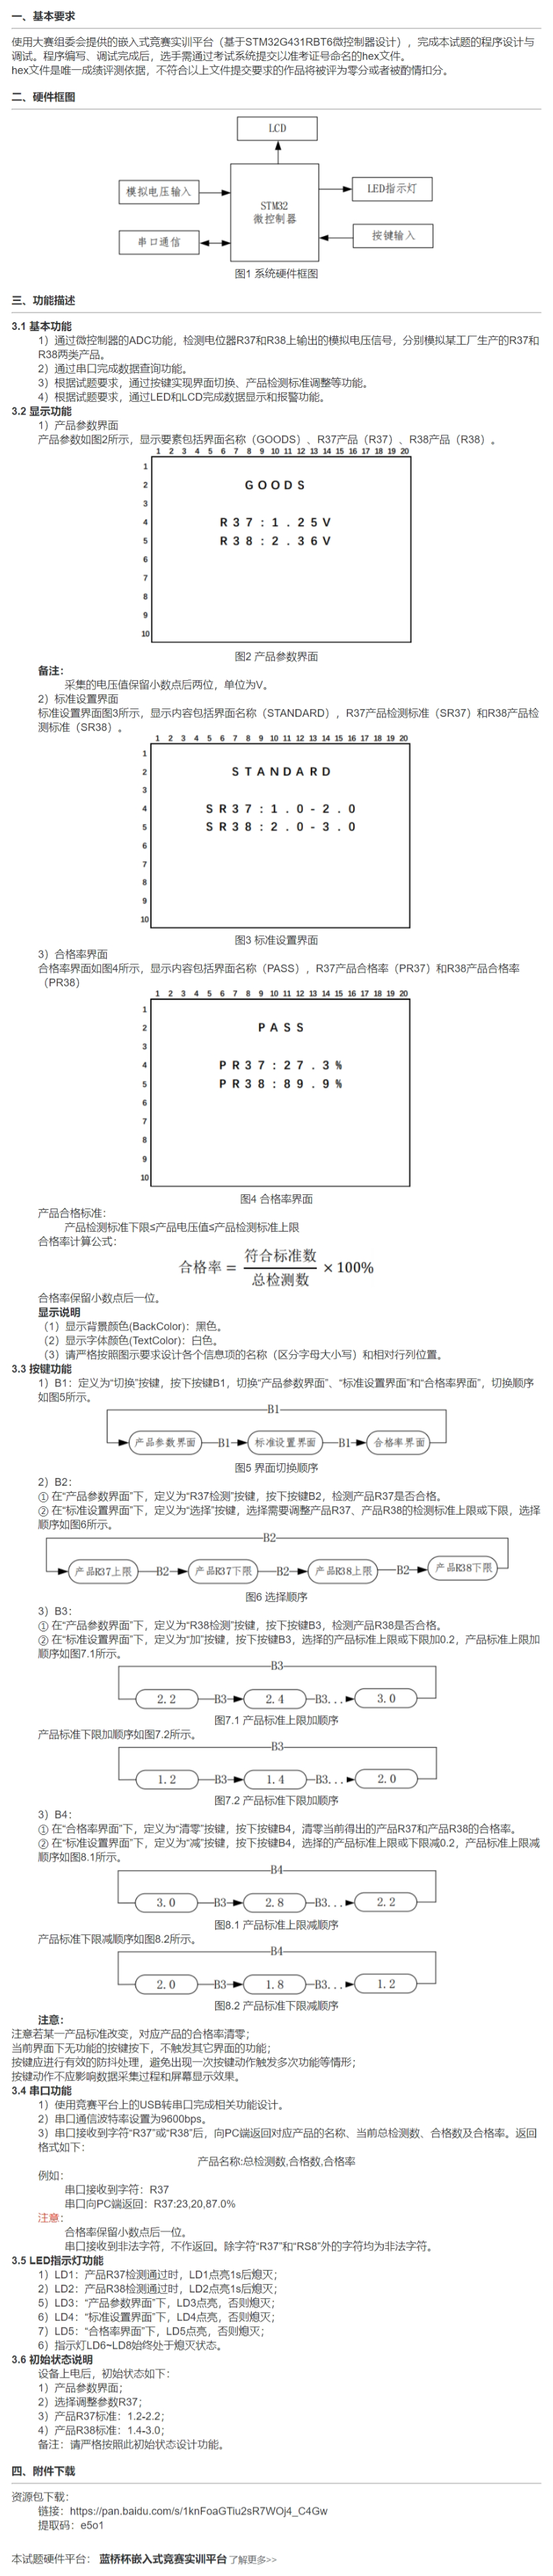 一、基本要求
使用大赛组委会提供的嵌入式竞赛实训平台（基于STM32G431RBT6微控制器设计），完成本试题的程序设计与
调试。程序编写、调试完成后，选手需通过考试系统提交以准考证号命名的hex文件。
hex文件是唯一成绩评测依据，不符合以上文件提交要求的作品将被评为零分或者被酌情扣分。
二、硬件框图
LCD
模拟电压输入
STM32
微控制器
LED指示灯
串口通信
按键输入
图1 系统硬件框图
三、功能描述
3.1 基本功能
1）通过微控制器的ADC功能，检测电位器R37和R38上输出的模拟电压信号，分别模拟某工厂生产的R37和
R38两类产品。
2）通过串口完成数据查询功能。
3）根据试题要求，通过按键实现界面切换、产品检测标准调整等功能。
4）根据试题要求，通过LED和LCD完成数据显示和报警功能。
3.2 显示功能
1）产品参数界面
产品参数如图2所示，显示要素包括界面名称（GOODS）、R37产品（R37）、R38产品（R38）。
1 2 3 4 5 6 7 8 9 10 11 12 13 14 15 16 17 18 19 20
1
2 GOODS
3
4 R37:1.25V
5 R38:2.36V
6
7
8
9
10
图2 产品参数界面
备注：
采集的电压值保留小数点后两位，单位为V。
2）标准设置界面
标准设置界面图3所示，显示内容包括界面名称（STANDARD），R37产品检测标准（SR37）和R38产品检
测标准（SR38）。
1 2 3 4 5 6 7 8 9 10 11 12 13 14 15 16 17 18 19 20
1
2 STANDARD
3
4 SR37:1.0-2.0
5 SR38:2.0-3.0
6
7
8
9
10
图3 标准设置界面
3）合格率界面
合格率界面如图4所示，显示内容包括界面名称（PASS），R37产品合格率（PR37）和R38产品合格率
（PR38）
1 2 3 4 5 6 7 8 9 10 11 12 13 14 15 16 17 18 19 20
1
2 PASS
3
4 PR37:27.3%
5 PR38:89.9%
6
7
8
9
10
图4 合格率界面
产品合格标准：
产品检测标准下限≤产品电压值≤产品检测标准上限
合格率计算公式：
合格率 = 符合标准数 / 总检测数 × 100%
合格率保留小数点后一位。
显示说明
（1）显示背景颜色(BackColor)：黑色。
（2）显示字体颜色(TextColor)：白色。
（3）请严格按照图示要求设计各个信息项的名称（区分字母大小写）和相对行列位置。
3.3 按键功能
1）B1：定义为“切换”按键，按下按键B1，切换“产品参数界面”、“标准设置界面”和“合格率界面”，切换顺序
如图5所示。
B1
产品参数界面 B1 标准设置界面 B1 合格率界面
图5 界面切换顺序
2）B2：
① 在“产品参数界面”下，定义为“R37检测”按键，按下按键B2，检测产品R37是否合格。
② 在“标准设置界面”下，定义为“选择”按键，选择需要调整产品R37、产品R38的检测标准上限或下限，选择
顺序如图6所示。
B2
产品R37上限 B2 产品R37下限 B2 产品R38上限 B2 产品R38下限
图6 选择顺序
3）B3：
① 在“产品参数界面”下，定义为“R38检测”按键，按下按键B3，检测产品R38是否合格。
② 在“标准设置界面”下，定义为“加”按键，按下按键B3，选择的产品标准上限或下限加0.2，产品标准上限加
顺序如图7.1所示。
B3
2.2 B3 2.4 B3... 3.0
图7.1 产品标准上限加顺序
产品标准下限加顺序如图7.2所示。
B3
1.2 B3 1.4 B3... 2.0
图7.2 产品标准下限加顺序
3）B4：
① 在“合格率界面”下，定义为“清零”按键，按下按键B4，清零当前得出的产品R37和产品R38的合格率。
② 在“标准设置界面”下，定义为“减”按键，按下按键B4，选择的产品标准上限或下限减0.2，产品标准上限减
顺序如图8.1所示。
B4
3.0 B3 2.8 B3... 2.2
图8.1 产品标准上限减顺序
产品标准下限减顺序如图8.2所示。
B4
2.0 B3 1.8 B3... 1.2
图8.2 产品标准下限减顺序
注意：
注意若某一产品标准改变，对应产品的合格率清零；
当前界面下无功能的按键按下，不触发其它界面的功能；
按键应进行有效的防抖处理，避免出现一次按键动作触发多次功能等情形；
按键动作不应影响数据采集过程和屏幕显示效果。
3.4 串口功能
1）使用竞赛平台上的USB转串口完成相关功能设计。
2）串口通信波特率设置为9600bps。
3）串口接收到字符“R37”或“R38”后，向PC端返回对应产品的名称、当前总检测数、合格数及合格率。返回
格式如下：
产品名称:总检测数,合格数,合格率
例如：
串口接收到字符：R37
串口向PC端返回：R37:23,20,87.0%
注意：
合格率保留小数点后一位。
串口接收到非法字符，不作返回。除字符“R37”和“RS8”外的字符均为非法字符。
3.5 LED指示灯功能
1）LD1：产品R37检测通过时，LD1点亮1s后熄灭；
2）LD2：产品R38检测通过时，LD2点亮1s后熄灭；
5）LD3：“产品参数界面”下，LD3点亮，否则熄灭；
6）LD4：“标准设置界面”下，LD4点亮，否则熄灭；
7）LD5：“合格率界面”下，LD5点亮，否则熄灭；
6）指示灯LD6~LD8始终处于熄灭状态。
3.6 初始状态说明
设备上电后，初始状态如下：
1）产品参数界面；
2）选择调整参数R37；
3）产品R37标准：1.2-2.2；
4）产品R38标准：1.4-3.0；
备注：请严格按照此初始状态设计功能。
四、附件下载
资源包下载：
链接：https://pan.baidu.com/s/1knFoaGTiu2sR7WOj4_C4Gw
提取码：e5o1
本试题硬件平台： 蓝桥杯嵌入式竞赛实训平台 了解更多>>